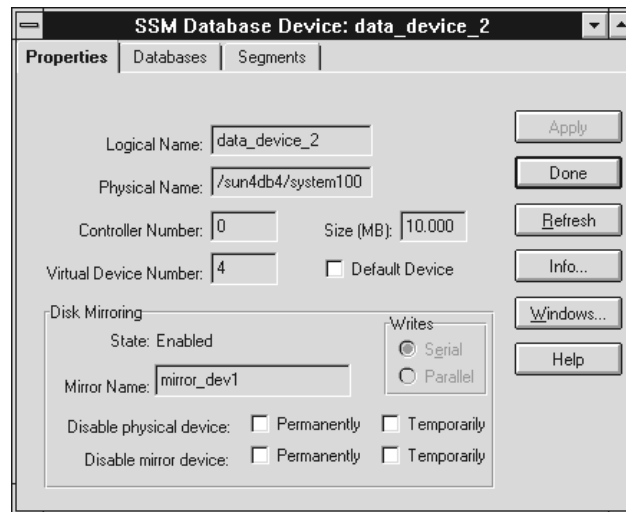 SSM Database Device: data_device_2
Properties Databases Segments
Logical Name: data_device_2
Physical Name: /sun4db4/system100
Controller Number: 0 Size (MB): 10.000
Virtual Device Number: 4 Default Device
Disk Mirroring
State: Enabled
Mirror Name: mirror_dev1
Writes
Serial
Parallel
Disable physical device: Permanently Temporarily
Disable mirror device: Permanently Temporarily
Apply
Done
Refresh
Info...
Windows...
Help